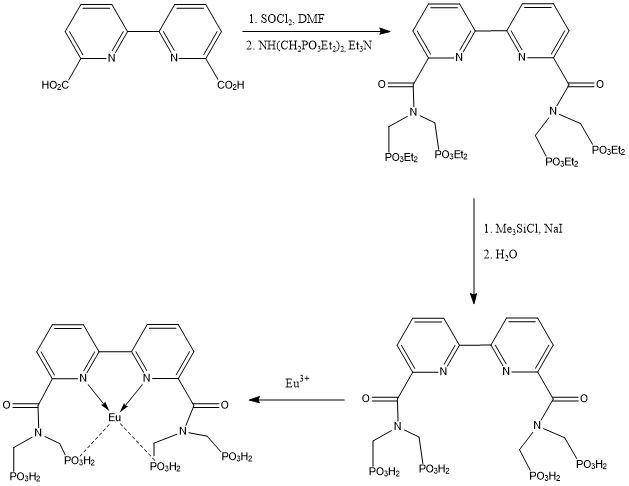 1. SOCl₂, DMF
2. NH(CH₂PO₃Et₂)₂, Et₃N
N N
HO₂C CO₂H
N N
O O
N N
PO₃Et₂ PO₃Et₂ PO₃Et₂ PO₃Et₂
1. Me₃SiCl, NaI
2. H₂O
N N
Eu³⁺
N N
O O
Eu
N N
PO₃H₂ PO₃H₂ PO₃H₂ PO₃H₂
O O
N N
PO₃H₂ PO₃H₂ PO₃H₂ PO₃H₂